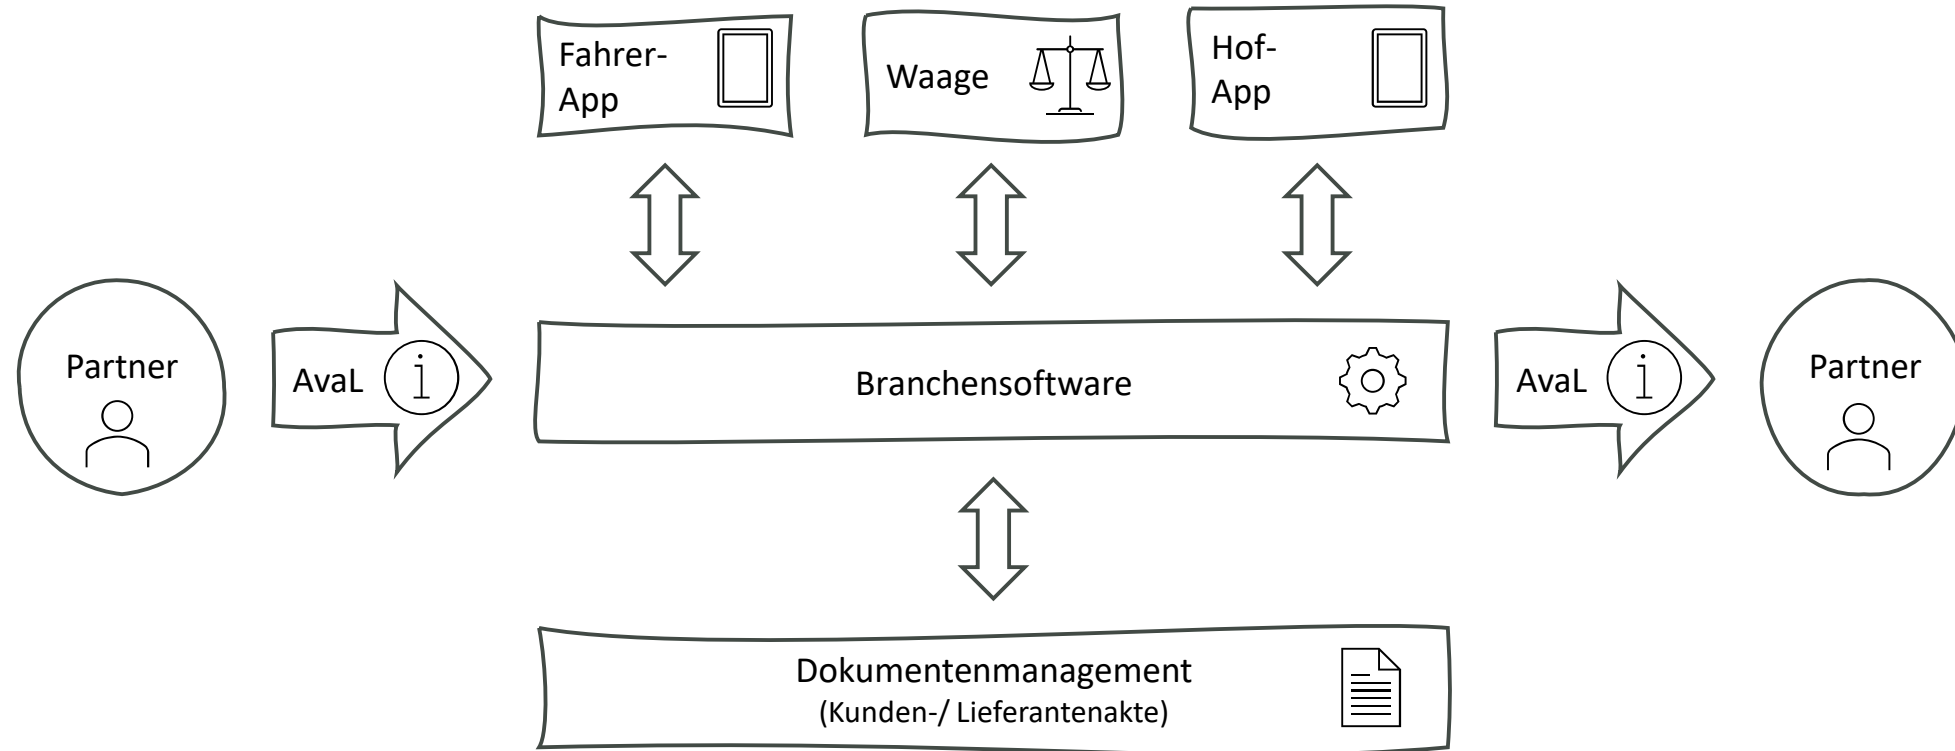 Fahrer-
App
Waage
Hof-
App
Partner
AvaL
Branchensoftware
AvaL
Partner
Dokumentenmanagement
(Kunden-/ Lieferantenakte)